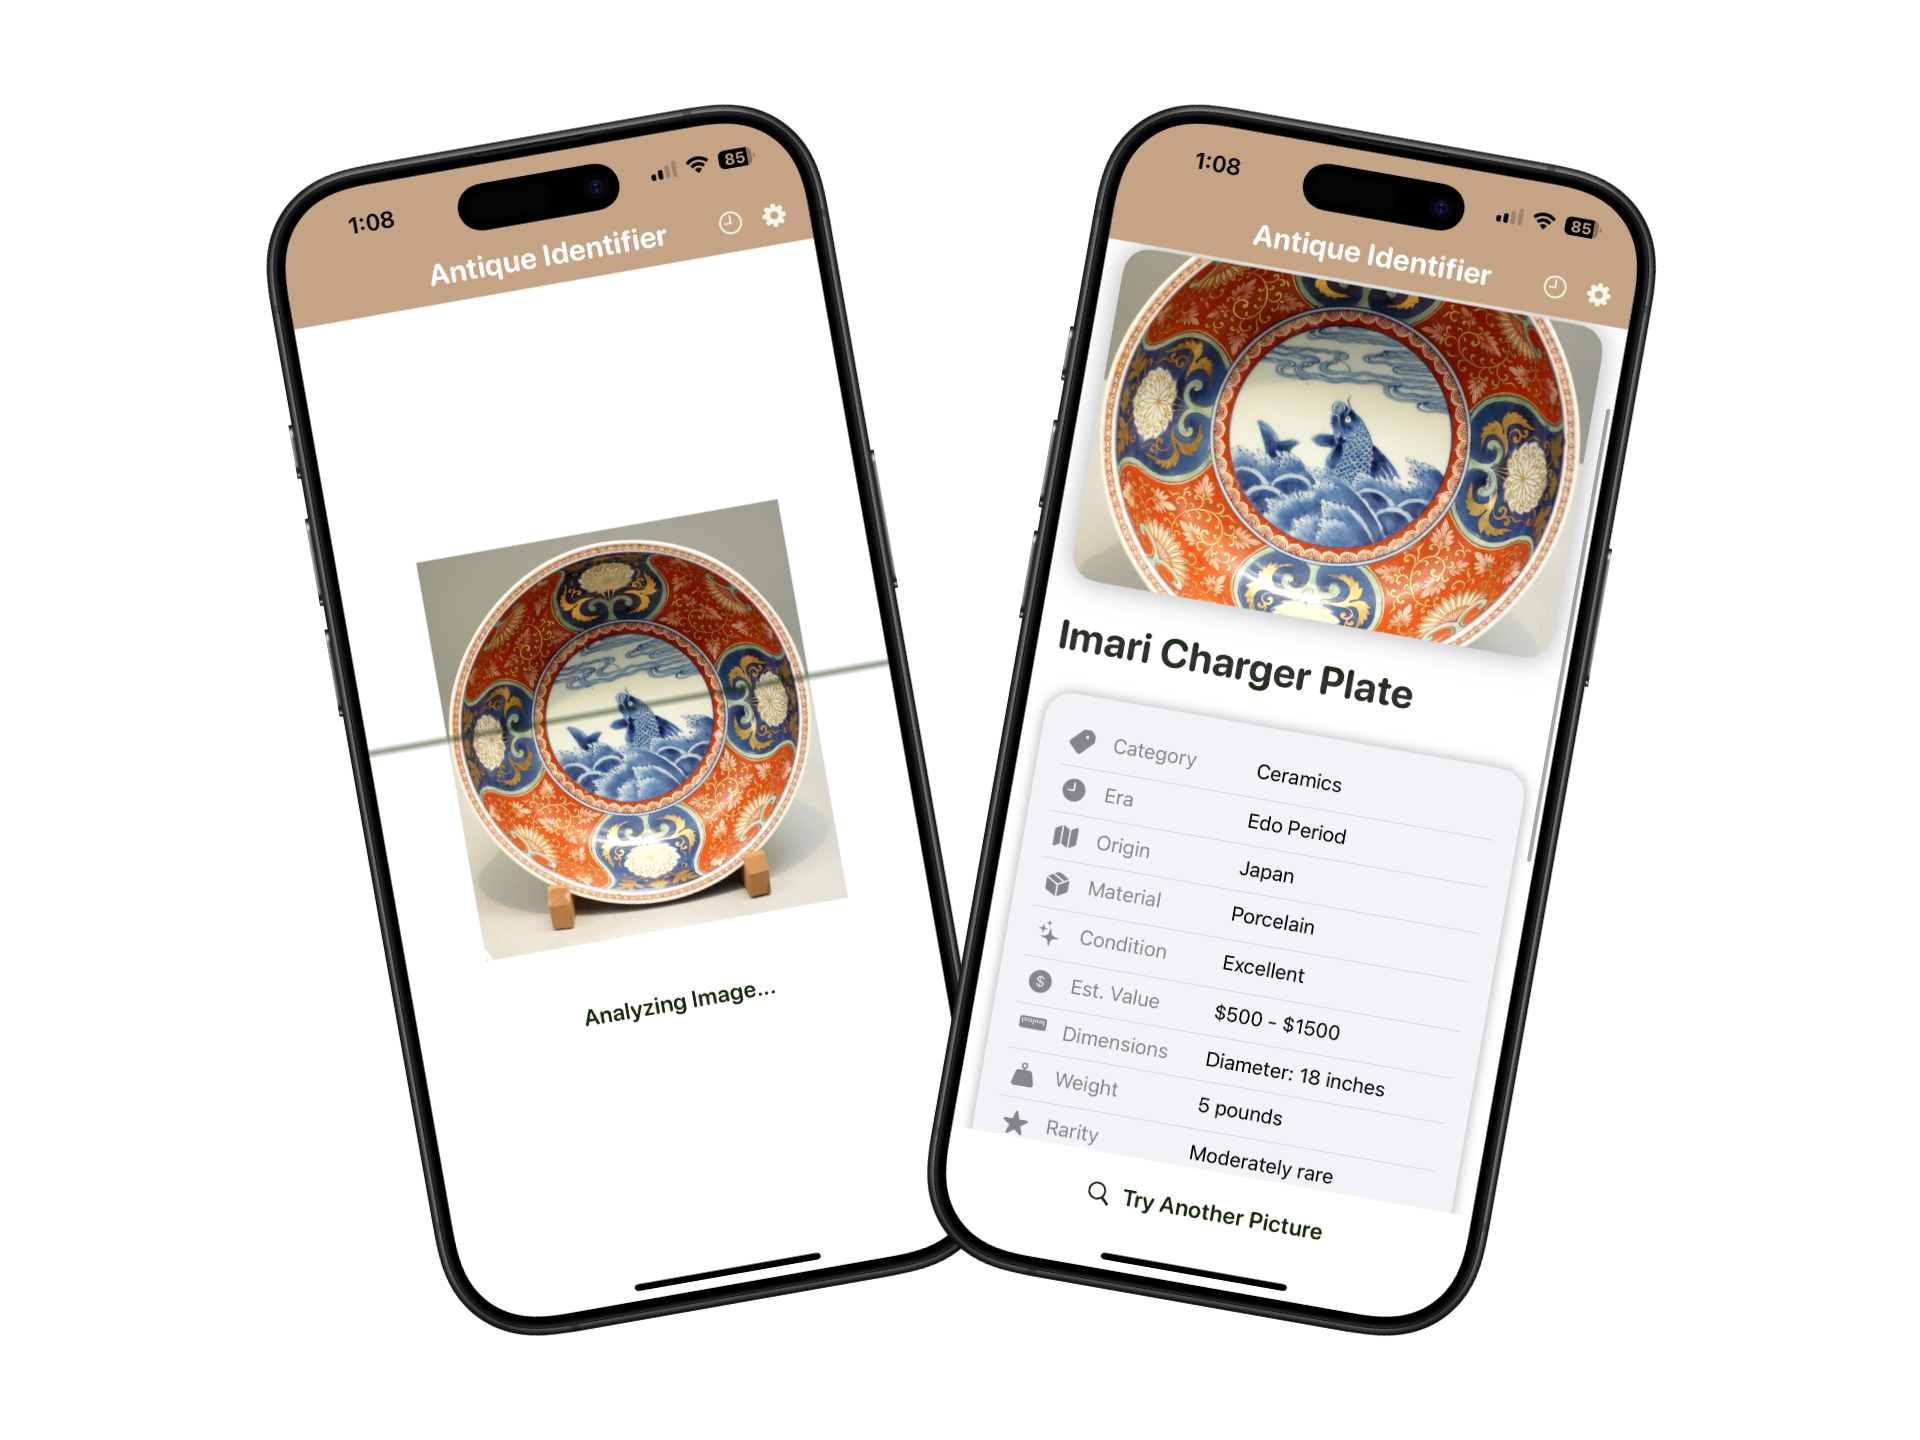 1:08
85
Antique Identifier
Analyzing Image...
1:08
85
Antique Identifier
Imari Charger Plate
Category Ceramics
Era Edo Period
Origin Japan
Material Porcelain
Condition Excellent
$ Est. Value $500 - $1500
Dimensions Diameter: 18 inches
Weight 5 pounds
Rarity Moderately rare
Try Another Picture